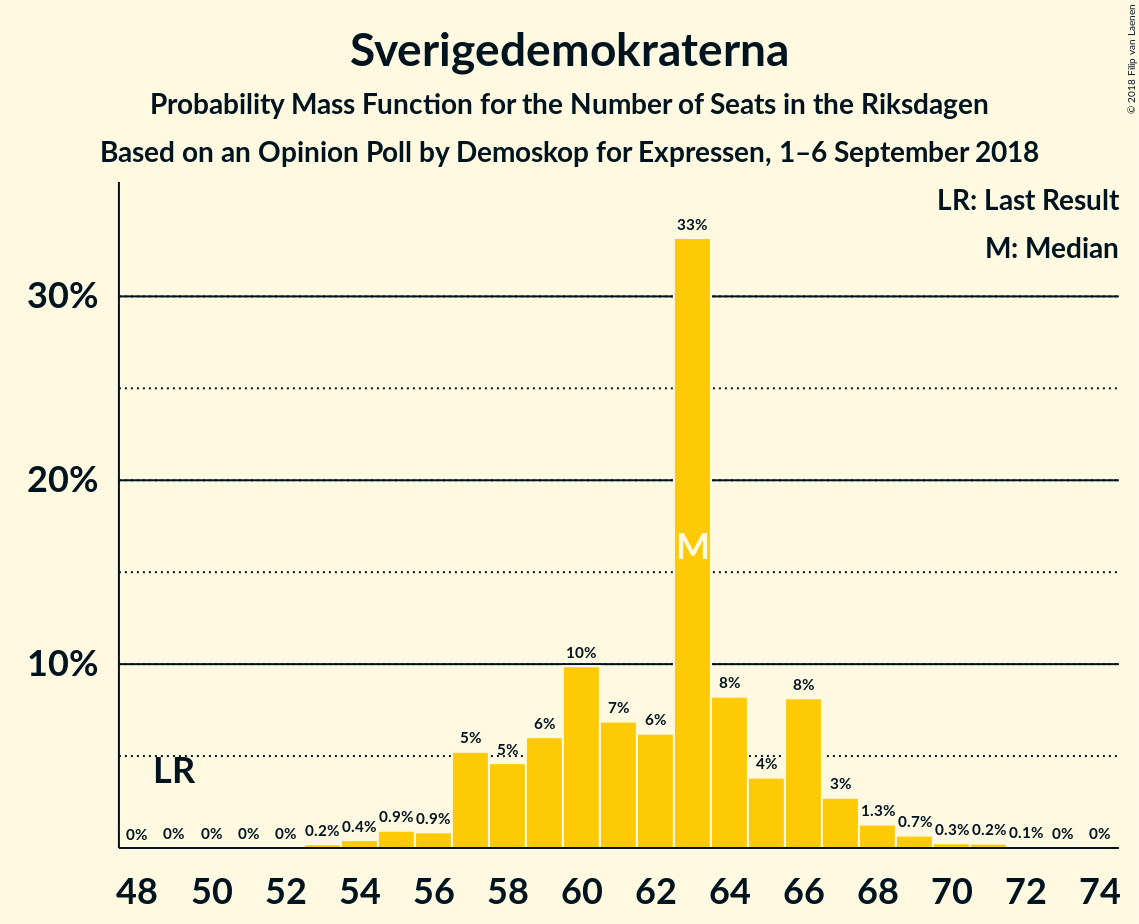 Sverigedemokraterna
Probability Mass Function for the Number of Seats in the Riksdagen
Based on an Opinion Poll by Demoskop for Expressen, 1–6 September 2018
© 2018 Filip van Laenen
LR: Last Result
M: Median
30%
20%
10%
LR
M
0% 0% 0% 0% 0% 0.2% 0.4% 0.9% 0.9% 5% 5% 6% 10% 7% 6% 33% 8% 4% 8% 3% 1.3% 0.7% 0.3% 0.2% 0.1% 0% 0%
48 50 52 54 56 58 60 62 64 66 68 70 72 74